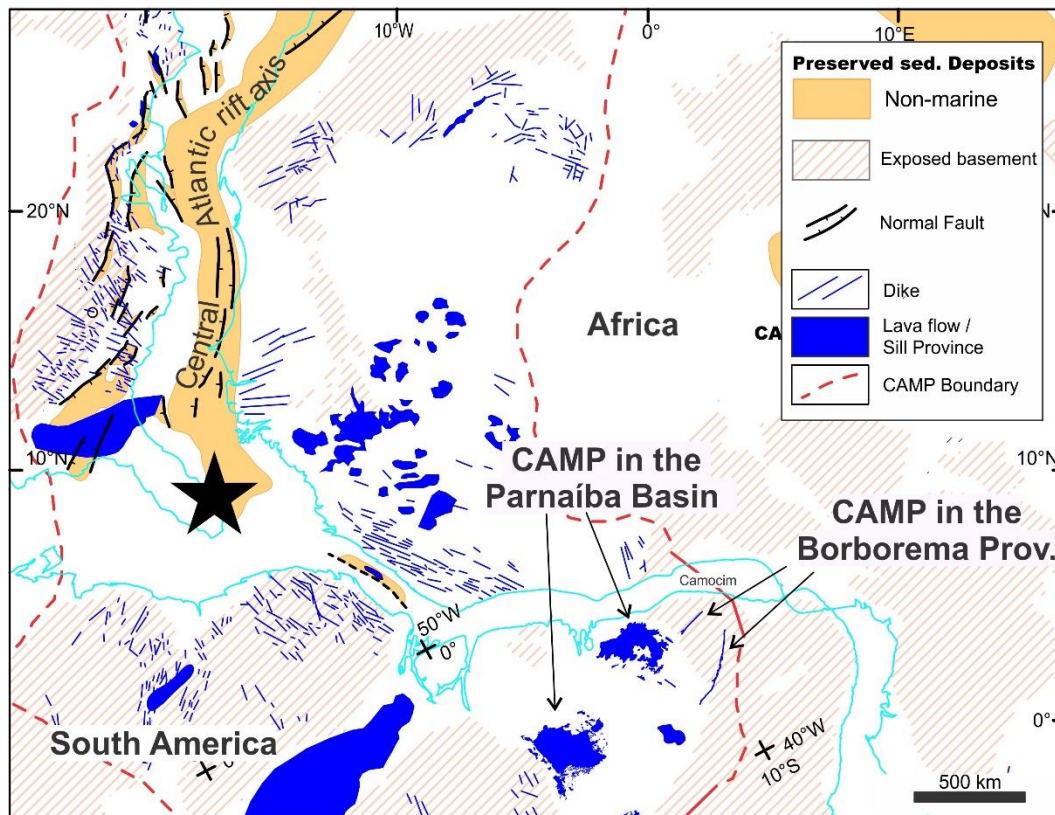 10°W
0°
10°E
Preserved sed. Deposits
Non-marine
Exposed basement
Normal Fault
Dike
Lava flow /
Sill Province
CAMP Boundary
Central Atlantic rift axis
20°N
N
Africa
CA
10°N
10°N
CAMP in the
Parnaíba Basin
CAMP in the
Borborema Prov.
Camocim
50°W
0°
South America
0°
40°W
10°S
500 km